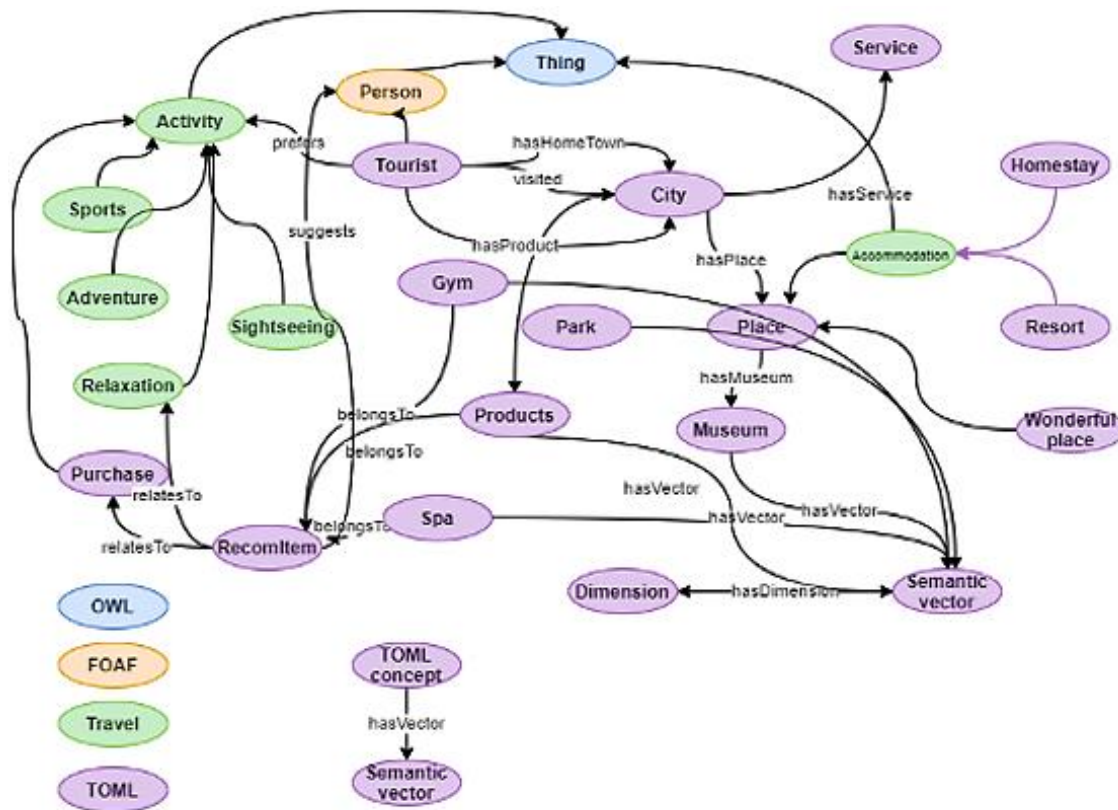 Thing
Service
Person
Activity
prefers
hasHomeTown
Tourist
Homestay
visited
City
hasService
Sports
suggests
hasProduct
Accommodation
hasPlace
Gym
Adventure
Sightseeing
Park
Place
Resort
hasMuseum
Relaxation
belongsTo
Products
Museum
Wonderful
place
belongsTo
Purchase
relatesTo
hasVector
hasVector
hasVector
Spa
belongsTo
relatesTo
RecomItem
Dimension
hasDimension
Semantic
vector
OWL
FOAF
TOML
concept
Travel
hasVector
TOML
Semantic
vector